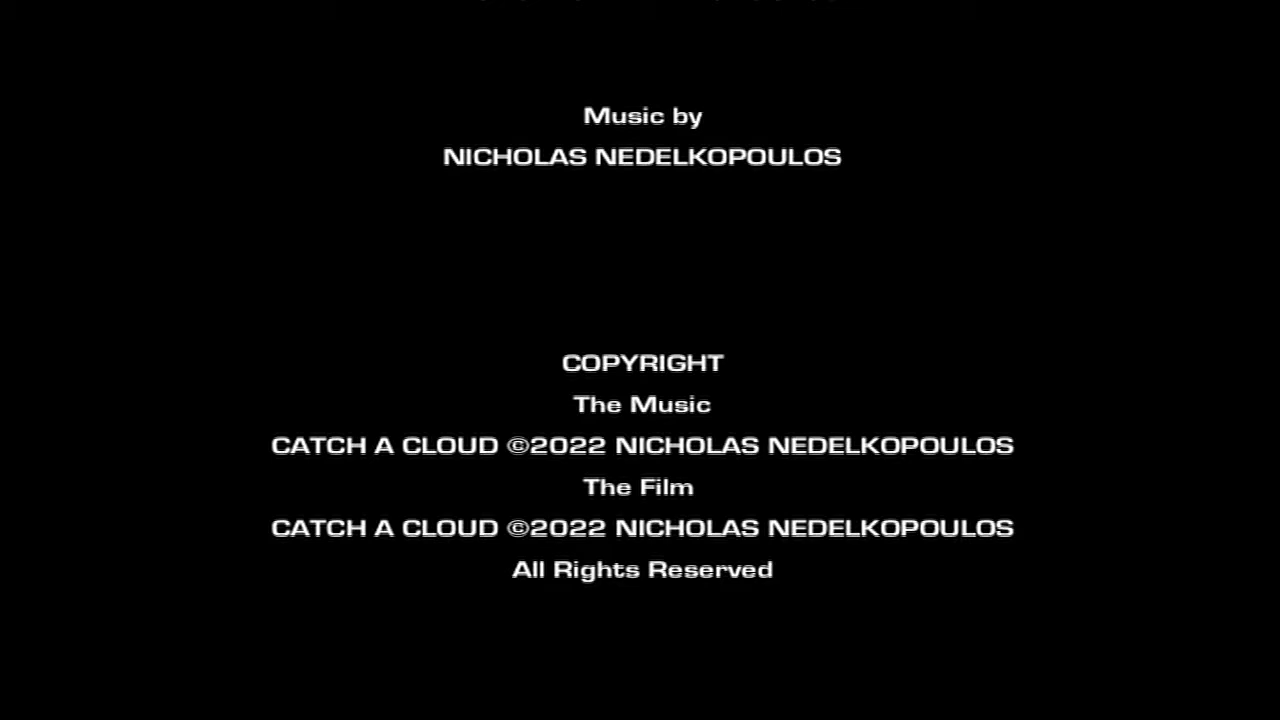 Music by
NICHOLAS NEDELKOPOULOS
COPYRIGHT
The Music
CATCH A CLOUD ©2022 NICHOLAS NEDELKOPOULOS
The Film
CATCH A CLOUD ©2022 NICHOLAS NEDELKOPOULOS
All Rights Reserved